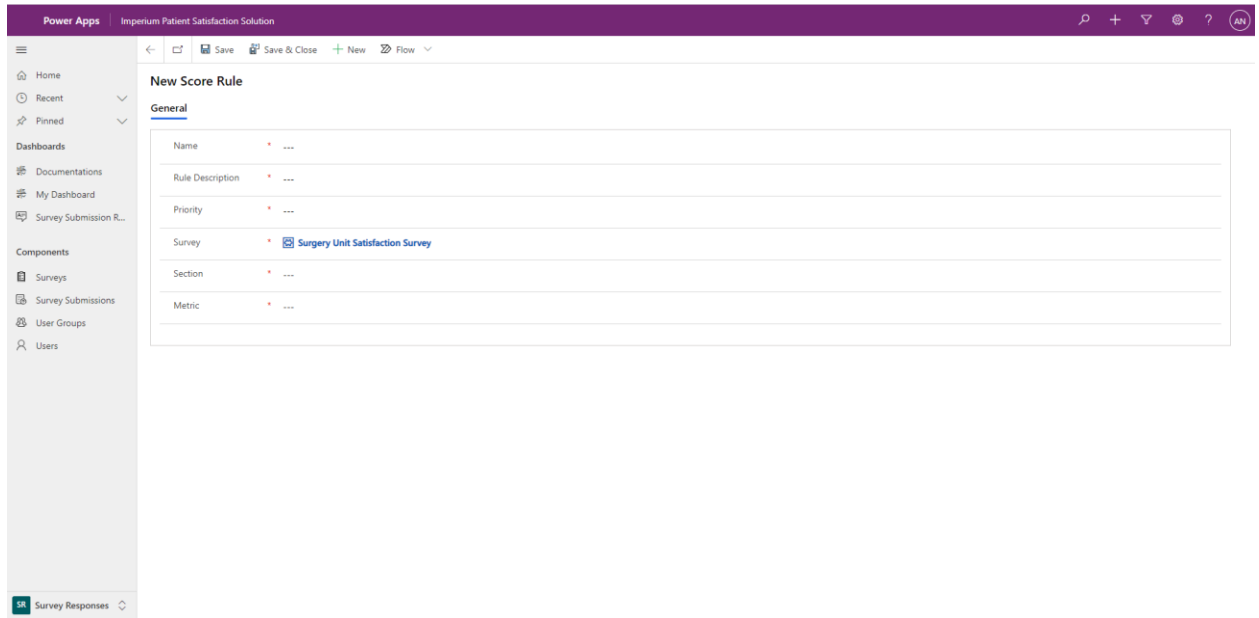 Power Apps Imperium Patient Satisfaction Solution AN
Save Save & Close New Flow
Home
Recent
Pinned
Dashboards
Documentations
My Dashboard
Survey Submission R...
Components
Surveys
Survey Submissions
User Groups
Users
SR Survey Responses
New Score Rule
General
Name * ---
Rule Description * ---
Priority * ---
Survey * Surgery Unit Satisfaction Survey
Section * ---
Metric * ---